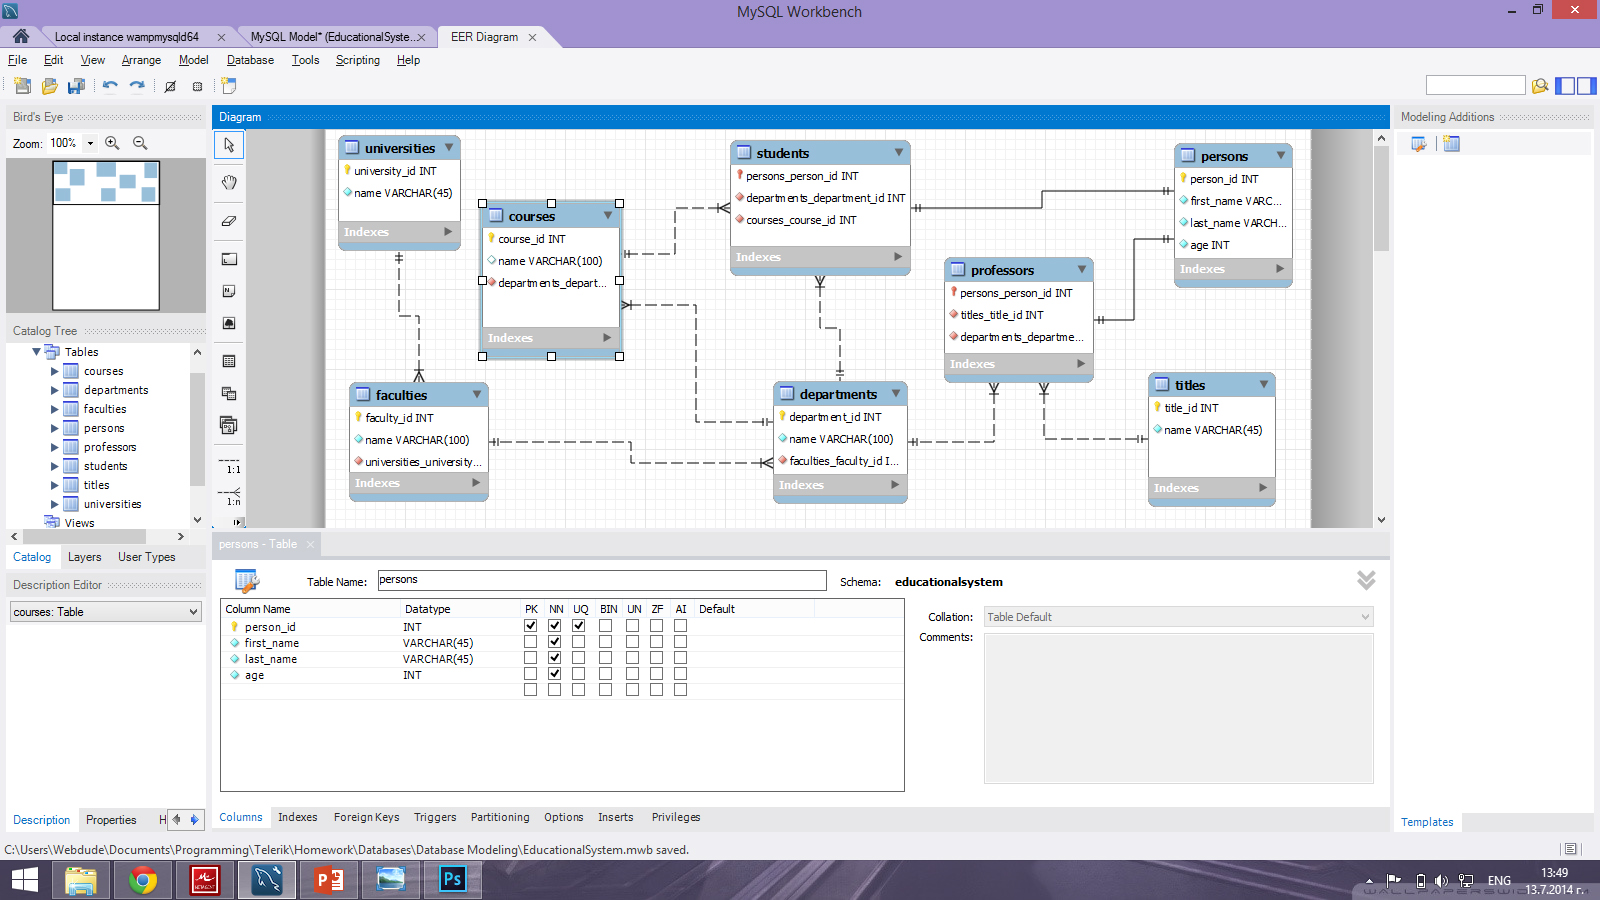 MySQL Workbench
Local instance wampmysqld64
MySQL Model* (EducationalSyste...
EER Diagram
File Edit View Arrange Model Database Tools Scripting Help
Bird's Eye
Diagram
Modeling Additions
Zoom: 100%
universities
university_id INT
name VARCHAR(45)
Indexes
courses
course_id INT
name VARCHAR(100)
departments_depart...
Indexes
students
persons_person_id INT
departments_department_id INT
courses_course_id INT
Indexes
persons
person_id INT
first_name VARC...
last_name VARCH...
age INT
Indexes
professors
persons_person_id INT
titles_title_id INT
departments_departme...
Indexes
faculties
faculty_id INT
name VARCHAR(100)
universities_university...
Indexes
departments
department_id INT
name VARCHAR(100)
faculties_faculty_id I...
Indexes
titles
title_id INT
name VARCHAR(45)
Indexes
1:1
1:n
Catalog Tree
Tables
courses
departments
faculties
persons
professors
students
titles
universities
Views
Catalog Layers User Types
Description Editor
courses: Table
Description Properties H
persons - Table
Table Name: persons
Schema: educationalsystem
Column Name Datatype PK NN UQ BIN UN ZF AI Default
person_id INT
first_name VARCHAR(45)
last_name VARCHAR(45)
age INT
Collation: Table Default
Comments:
Columns Indexes Foreign Keys Triggers Partitioning Options Inserts Privileges
Templates
C:\Users\Webdude\Documents\Programming\Telerik\Homework\Databases\Database Modeling\EducationalSystem.mwb saved.
Ps
ENG
13:49
13.7.2014 г.